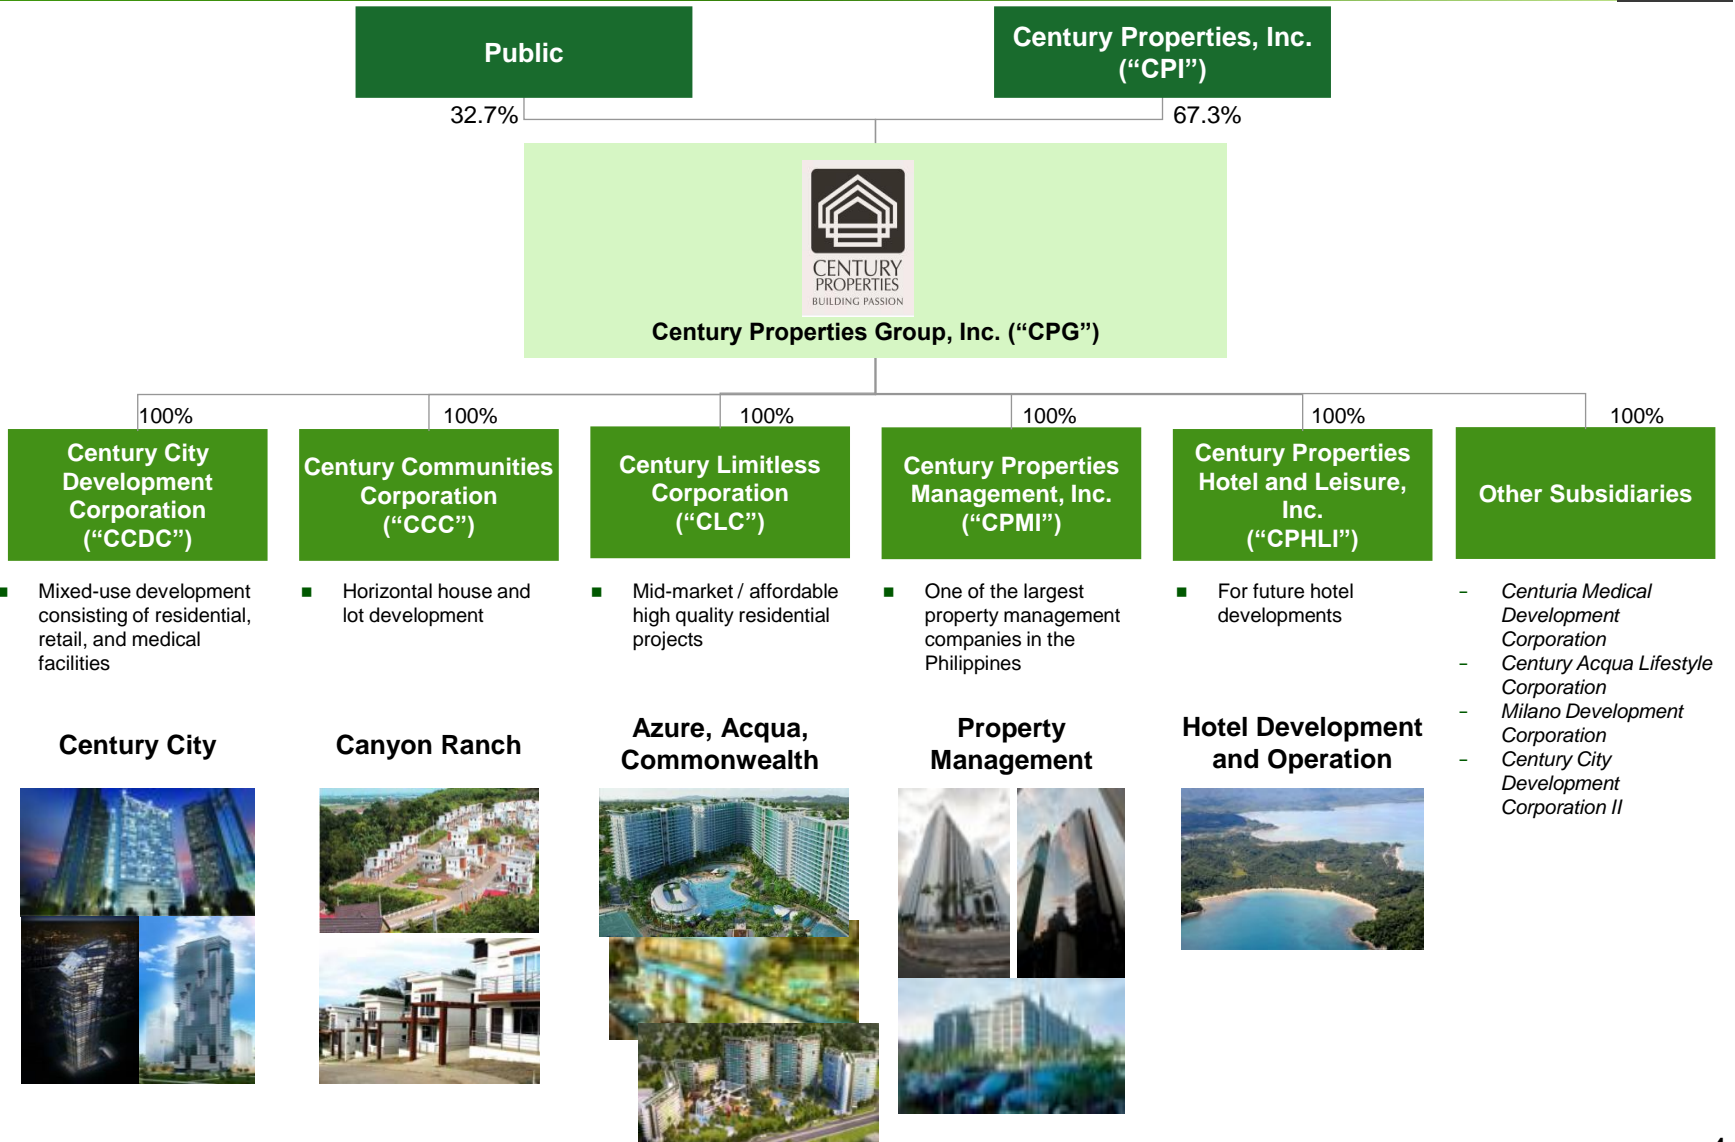 Public
Century Properties, Inc.
(“CPI”)
32.7%
67.3%
CENTURY
PROPERTIES
BUILDING PASSION
Century Properties Group, Inc. (“CPG”)
100%
100%
100%
100%
100%
100%
Century City
Development
Corporation
(“CCDC”)
Century Communities
Corporation
(“CCC”)
Century Limitless
Corporation
(“CLC”)
Century Properties
Management, Inc.
(“CPMI”)
Century Properties
Hotel and Leisure,
Inc.
(“CPHLI”)
Other Subsidiaries
Mixed-use development
consisting of residential,
retail, and medical
facilities
Horizontal house and
lot development
Mid-market / affordable
high quality residential
projects
One of the largest
property management
companies in the
Philippines
For future hotel
developments
– Centuria Medical
Development
Corporation
– Century Acqua Lifestyle
Corporation
– Milano Development
Corporation
– Century City
Development
Corporation II
Century City
Canyon Ranch
Azure, Acqua,
Commonwealth
Property
Management
Hotel Development
and Operation